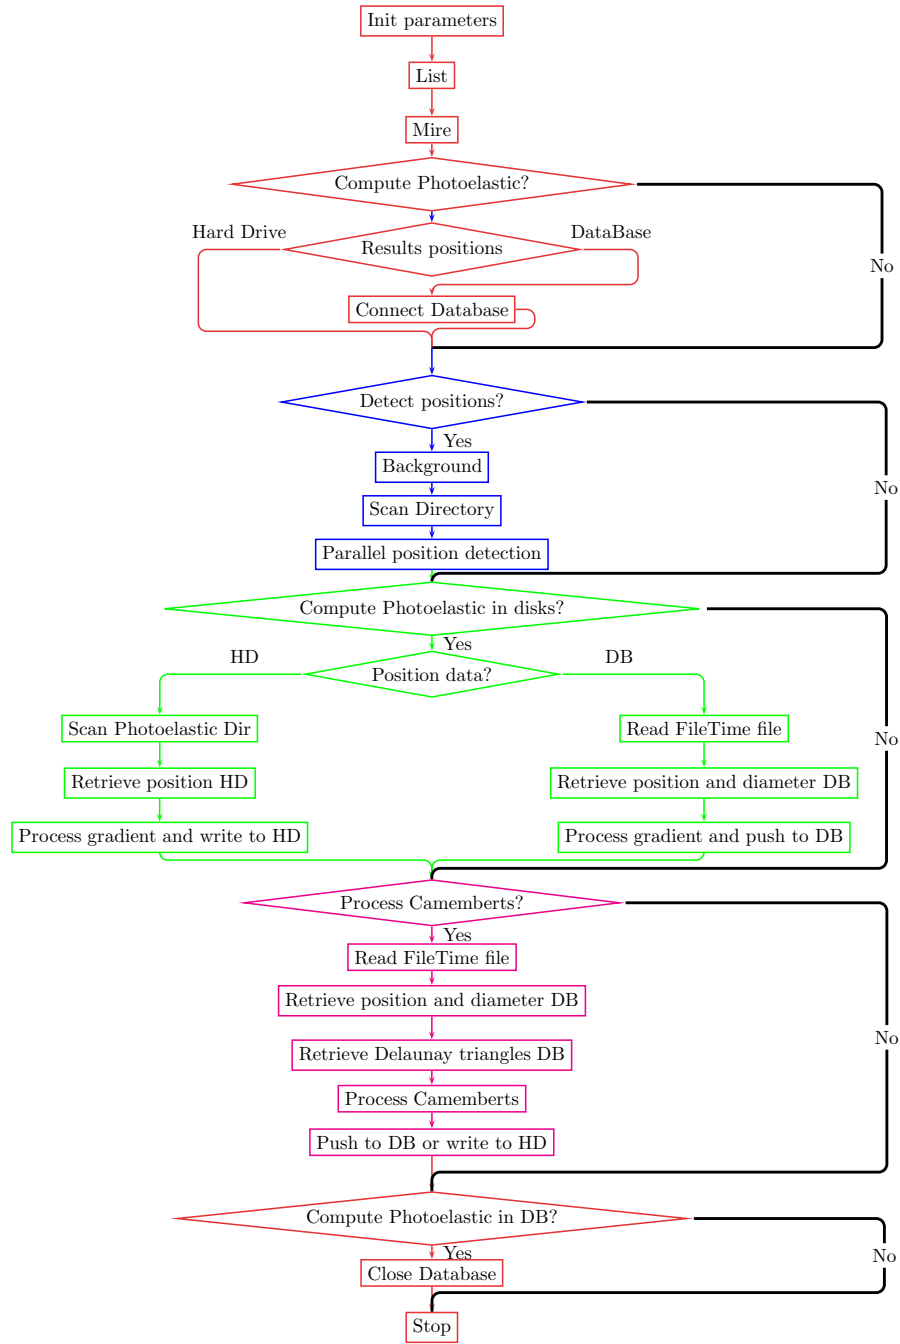 Init parameters
List
Mire
Compute Photoelastic?
Hard Drive
DataBase
Results positions
No
Connect Database
Detect positions?
Yes
Background
No
Scan Directory
Parallel position detection
Compute Photoelastic in disks?
Yes
HD
DB
Position data?
Scan Photoelastic Dir
Read FileTime file
No
Retrieve position HD
Retrieve position and diameter DB
Process gradient and write to HD
Process gradient and push to DB
Process Camemberts?
Yes
Read FileTime file
Retrieve position and diameter DB
No
Retrieve Delaunay triangles DB
Process Camemberts
Push to DB or write to HD
Compute Photoelastic in DB?
Yes
No
Close Database
Stop